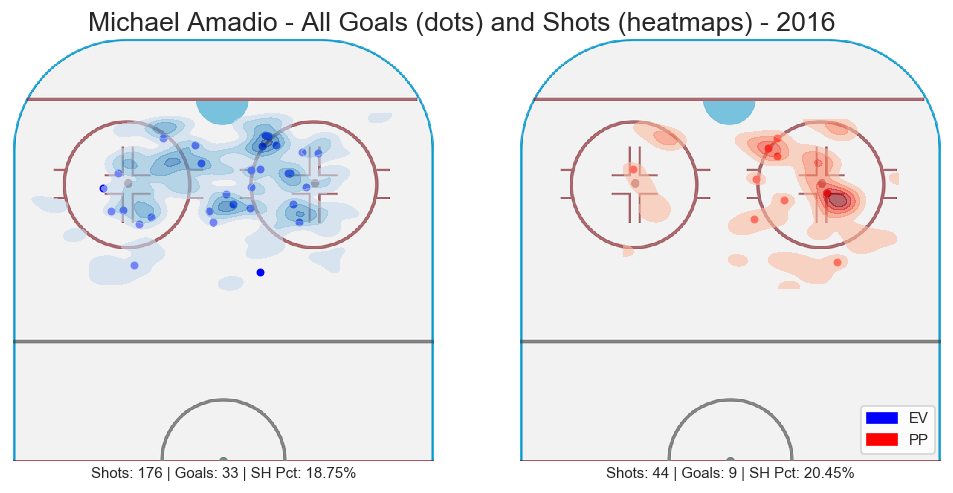 Michael Amadio - All Goals (dots) and Shots (heatmaps) - 2016
EV
PP
Shots: 176 | Goals: 33 | SH Pct: 18.75%
Shots: 44 | Goals: 9 | SH Pct: 20.45%